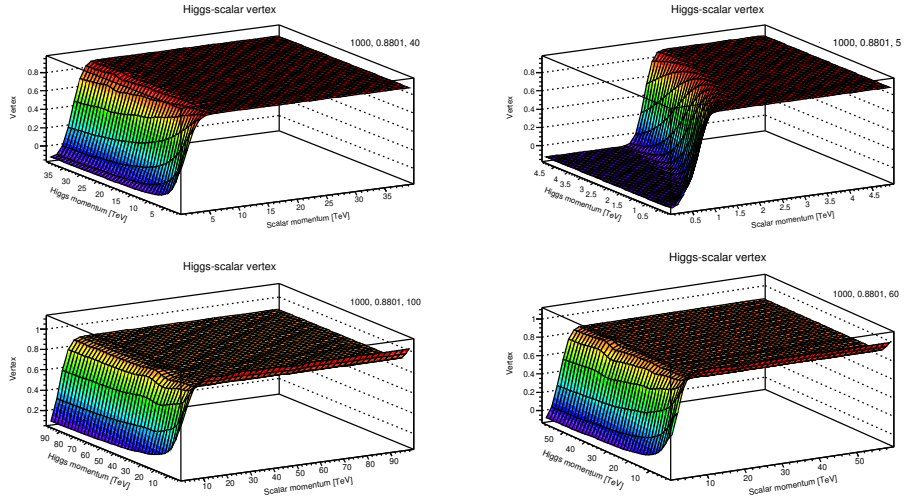 Higgs-scalar vertex
1000, 0.8801, 40
Vertex
0.8
0.6
0.4
0.2
0
35 30 25 20 15 10 5
Higgs momentum [TeV]
5 10 15 20 25 30 35
Scalar momentum [TeV]
Higgs-scalar vertex
1000, 0.8801, 5
Vertex
0.8
0.6
0.4
0.2
0
4.5 4 3.5 3 2.5 2 1.5 1 0.5
Higgs momentum [TeV]
0.5 1 1.5 2 2.5 3 3.5 4 4.5
Scalar momentum [TeV]
Higgs-scalar vertex
1000, 0.8801, 100
Vertex
1
0.8
0.6
0.4
0.2
90 80 70 60 50 40 30 20 10
Higgs momentum [TeV]
10 20 30 40 50 60 70 80 90
Scalar momentum [TeV]
Higgs-scalar vertex
1000, 0.8801, 60
Vertex
1
0.8
0.6
0.4
0.2
0
50 40 30 20 10
Higgs momentum [TeV]
10 20 30 40 50
Scalar momentum [TeV]